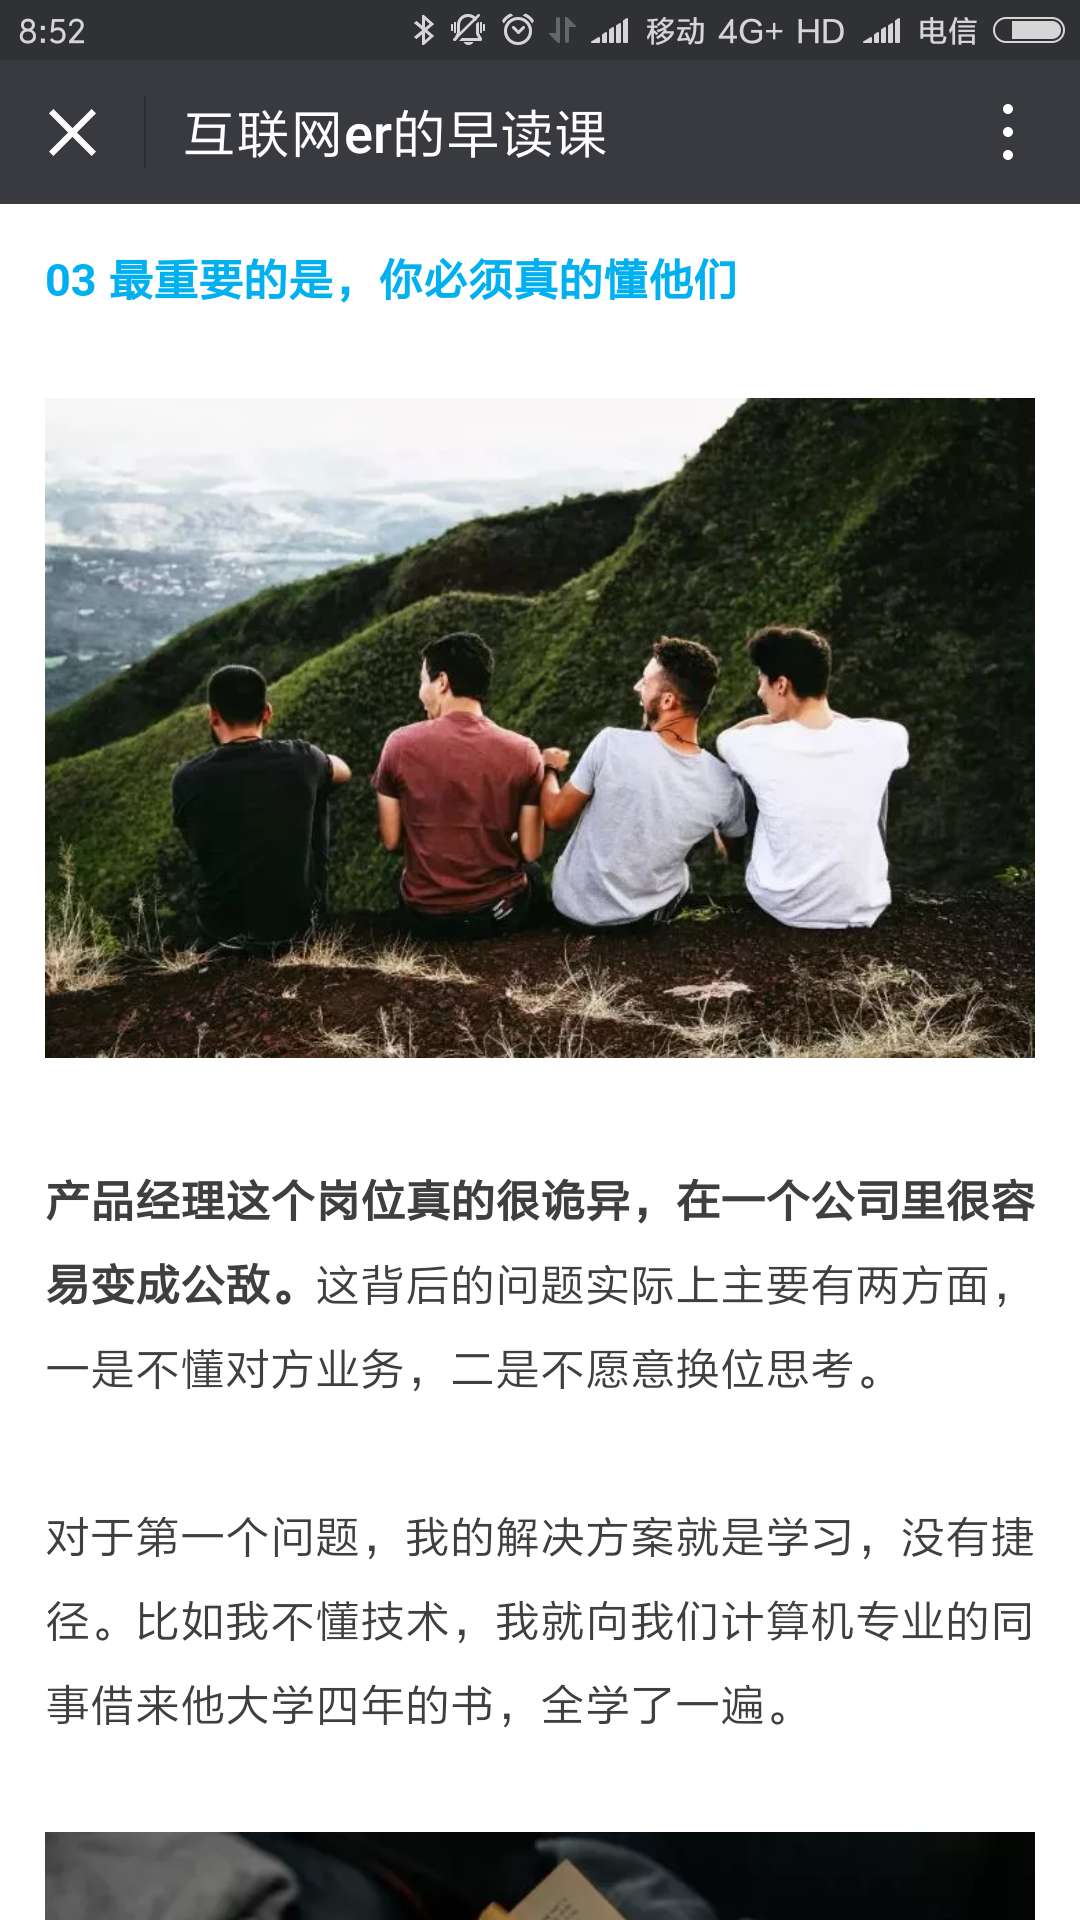 8:52 移动 4G+ HD 电信
互联网er的早读课
03 最重要的是，你必须真的懂他们
产品经理这个岗位真的很诡异，在一个公司里很容
易变成公敌。这背后的问题实际上主要有两方面，
一是不懂对方业务，二是不愿意换位思考。
对于第一个问题，我的解决方案就是学习，没有捷
径。比如我不懂技术，我就向我们计算机专业的同
事借来他大学四年的书，全学了一遍。